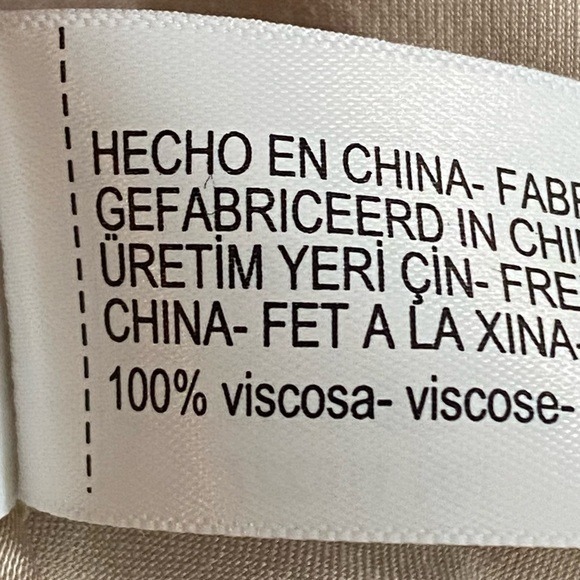 HECHO EN CHINA- FABR
GEFABRICEERD IN CHI
ÜRETİM YERİ ÇİN- FRE
CHINA- FET A LA XINA-
100% viscosa- viscose-